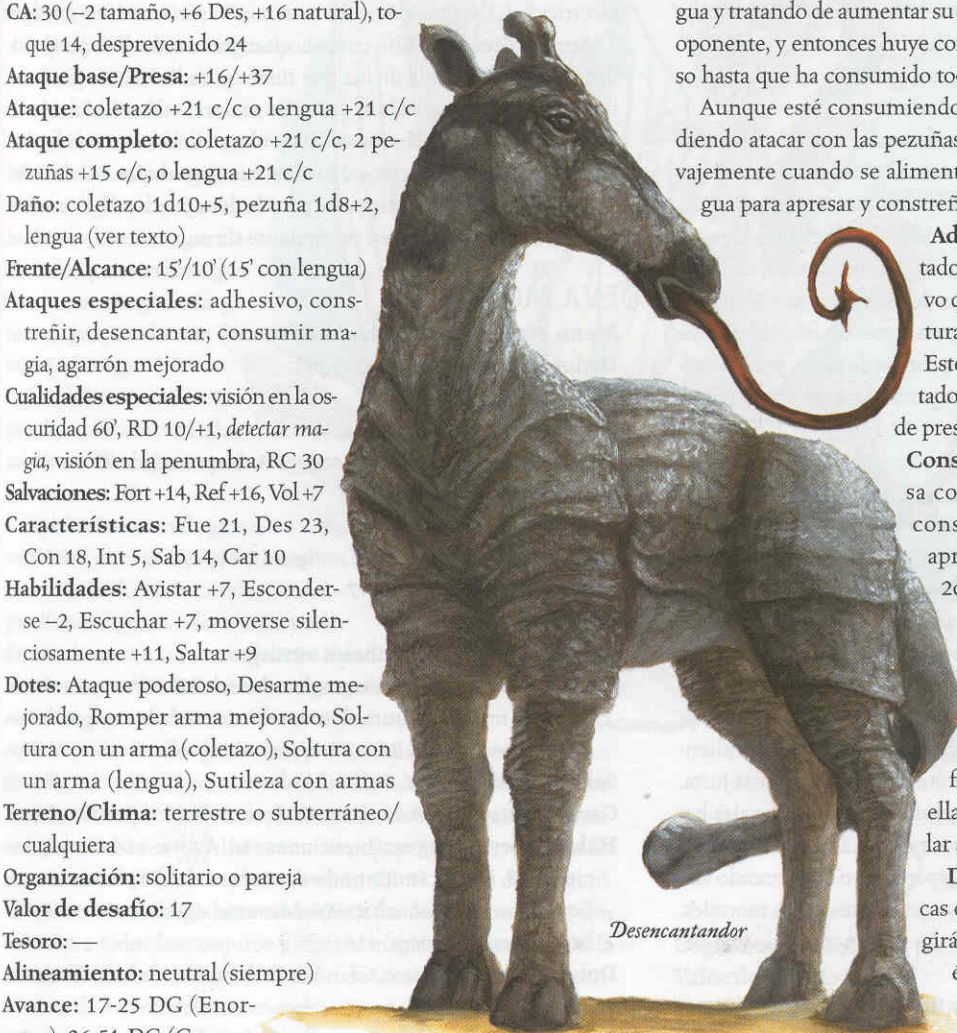 CA: 30 (–2 tamaño, +6 Des, +16 natural), to-
que 14, desprevenido 24
Ataque base/Presa: +16/+37
Ataque: coletazo +21 c/c o lengua +21 c/c
Ataque completo: coletazo +21 c/c, 2 pe-
zuñas +15 c/c, o lengua +21 c/c
Daño: coletazo 1d10+5, pezuña 1d8+2,
lengua (ver texto)
Frente/Alcance: 15'/10' (15' con lengua)
Ataques especiales: adhesivo, cons-
treñir, desencantar, consumir ma-
gia, agarrón mejorado
Cualidades especiales: visión en la os-
curidad 60', RD 10/+1, detectar ma-
gia, visión en la penumbra, RC 30
Salvaciones: Fort +14, Ref +16, Vol +7
Características: Fue 21, Des 23,
Con 18, Int 5, Sab 14, Car 10
Habilidades: Avistar +7, Esconder-
se –2, Escuchar +7, moverse silen-
ciosamente +11, Saltar +9
Dotes: Ataque poderoso, Desarme me-
jorado, Romper arma mejorado, Sol-
tura con un arma (coletazo), Soltura con
un arma (lengua), Sutileza con armas
Terreno/Clima: terrestre o subterráneo/
cualquiera
Organización: solitario o pareja
Valor de desafío: 17
Tesoro: —
Alineamiento: neutral (siempre)
Avance: 17-25 DG (Enor-
gua y tratando de aumentar su
oponente, y entonces huye co
so hasta que ha consumido to
Aunque esté consumiendo
diendo atacar con las pezuñas
vajemente cuando se aliment
gua para apresar y constreñ
Ad
tado
vo d
tura
Este
tado
de pres
Cons
sa co
cons
apr
2d
f
ella
lar
cas
girá
Desencantandor